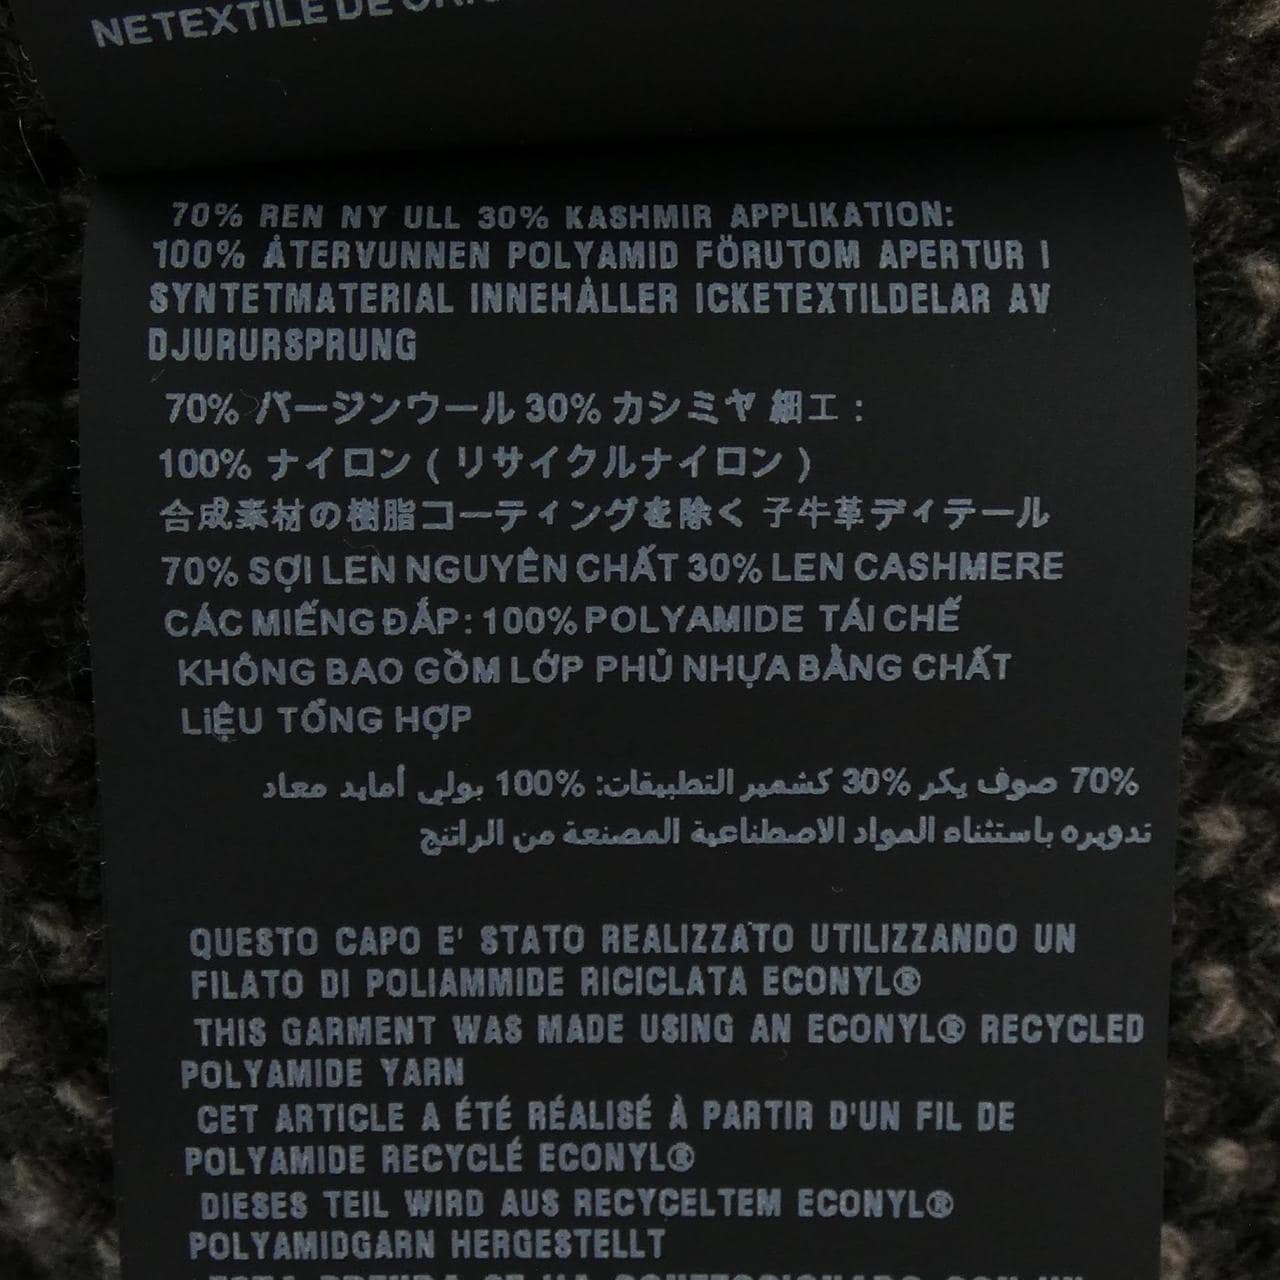 NETEXTILE DE
70% REN NY ULL 30% KASHMIR APPLIKATION:
100% ÅTERVUNNEN POLYAMID FÖRUTOM APERTUR I
SYNTETMATERIAL INNEHÅLLER ICKETEXTILDELAR AV
DJURURSPRUNG
70% バージンウール 30% カシミヤ 細工 :
100% ナイロン ( リサイクルナイロン )
合成素材の樹脂コーティングを除く 子牛革ディテール
70% SỢI LEN NGUYÊN CHẤT 30% LEN CASHMERE
CÁC MIẾNG ĐẮP: 100% POLYAMIDE TÁI CHẾ
KHÔNG BAO GỒM LỚP PHỦ NHỰA BẰNG CHẤT
LIỆU TỔNG HỢP
70% صوف يكر 30% كشمير التطبيقات: 100% بولي أمايد معاد
تدويره باستثناء المواد الاصطناعية المصنعة من الراتنج
QUESTO CAPO E' STATO REALIZZATO UTILIZZANDO UN
FILATO DI POLIAMMIDE RICICLATA ECONYL®
THIS GARMENT WAS MADE USING AN ECONYL® RECYCLED
POLYAMIDE YARN
CET ARTICLE A ÉTÉ RÉALISÉ À PARTIR D'UN FIL DE
POLYAMIDE RECYCLÉ ECONYL®
DIESES TEIL WIRD AUS RECYCELTEM ECONYL®
POLYAMIDGARN HERGESTELLT